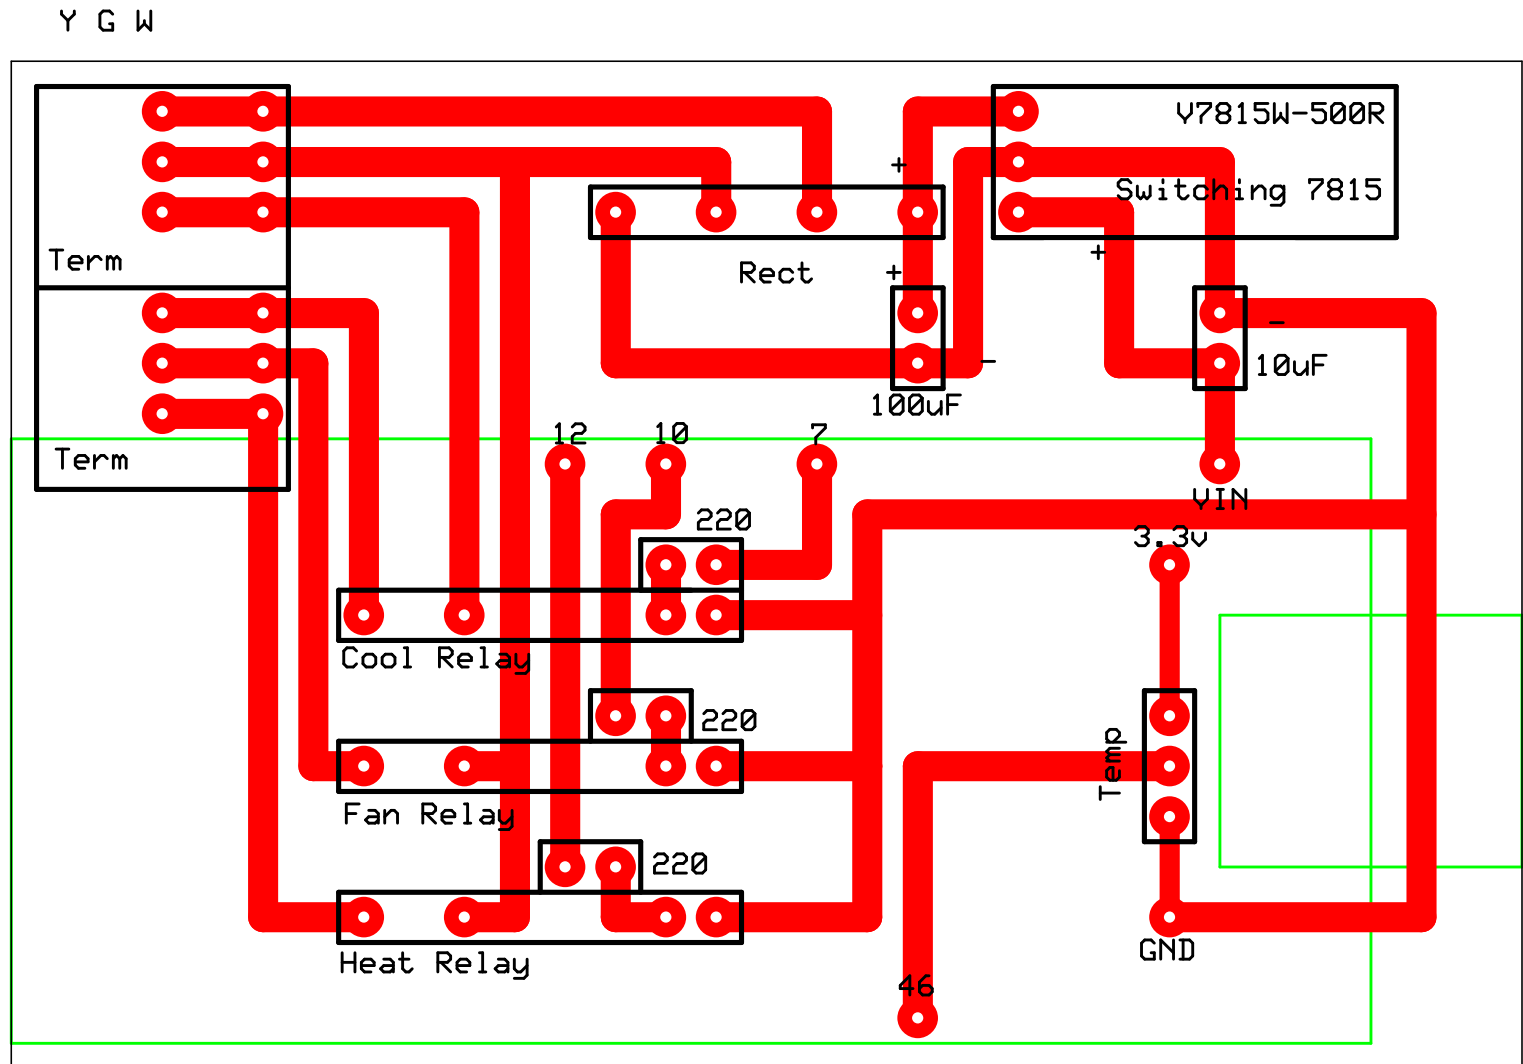 Y G W
V7815W-500R
+
Switching 7815
Term
+
Rect
+
-
-
10uF
100uF
12
10
7
Term
VIN
220
3.3v
Cool Relay
220
Temp
Fan Relay
220
GND
Heat Relay
46